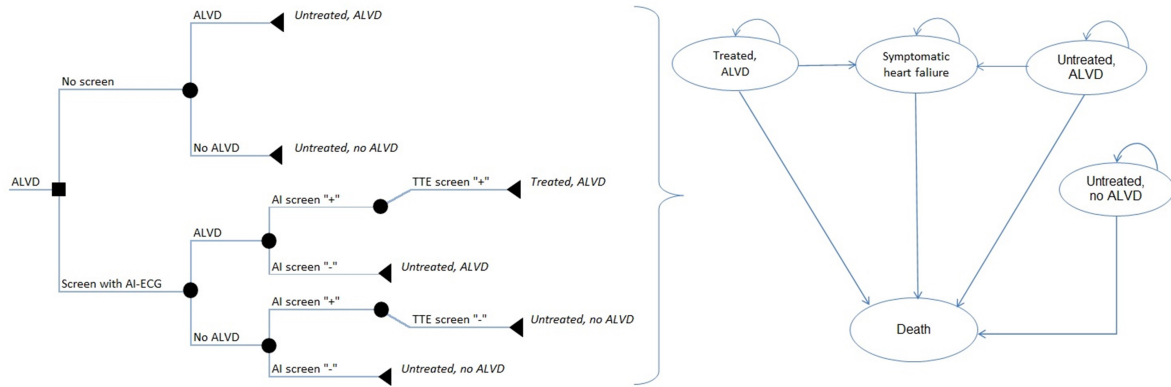 ALVD
No screen
ALVD
Untreated, ALVD
No ALVD
Untreated, no ALVD
Screen with AI-ECG
ALVD
AI screen "+"
TTE screen "+"
Treated, ALVD
AI screen "-"
Untreated, ALVD
No ALVD
AI screen "+"
TTE screen "-"
Untreated, no ALVD
AI screen "-"
Untreated, no ALVD
Treated,
ALVD
Symptomatic
heart faliure
Untreated,
ALVD
Untreated,
no ALVD
Death